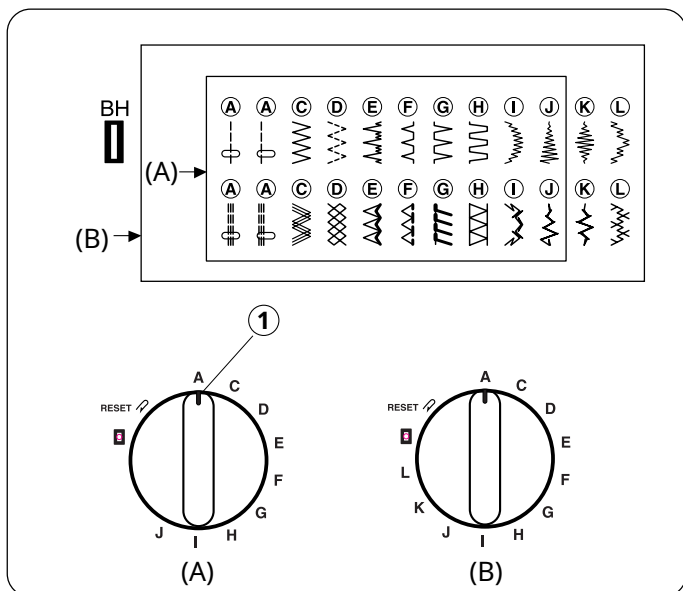 BH
A A C D E F G H I J K L
(A)
A A C D E F G H I J K L
(B)
1
A
C
D
E
F
G
H
I
J
RESET
(A)
A
C
D
E
F
G
H
I
J
K
L
RESET
(B)